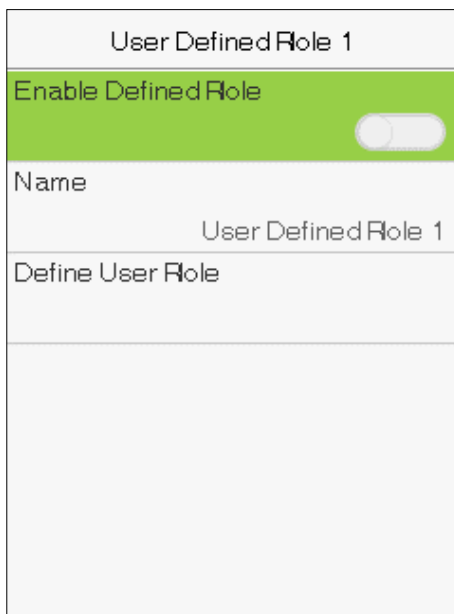 User Defined Role 1
Enable Defined Role
Name
User Defined Role 1
Define User Role